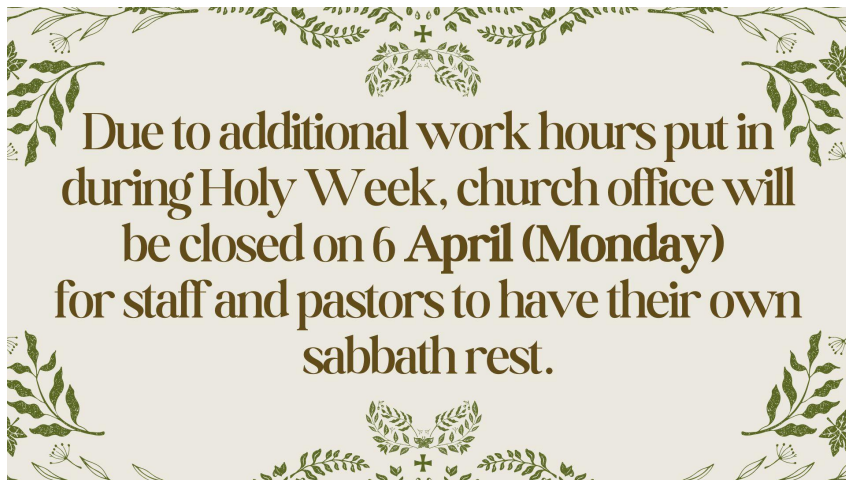 Due to additional work hours put in
during Holy Week, church office will
be closed on 6 April (Monday)
for staff and pastors to have their own
sabbath rest.